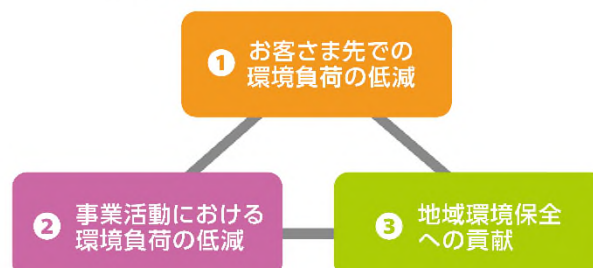 1 お客さま先での
環境負荷の低減
2 事業活動における
環境負荷の低減
3 地域環境保全
への貢献